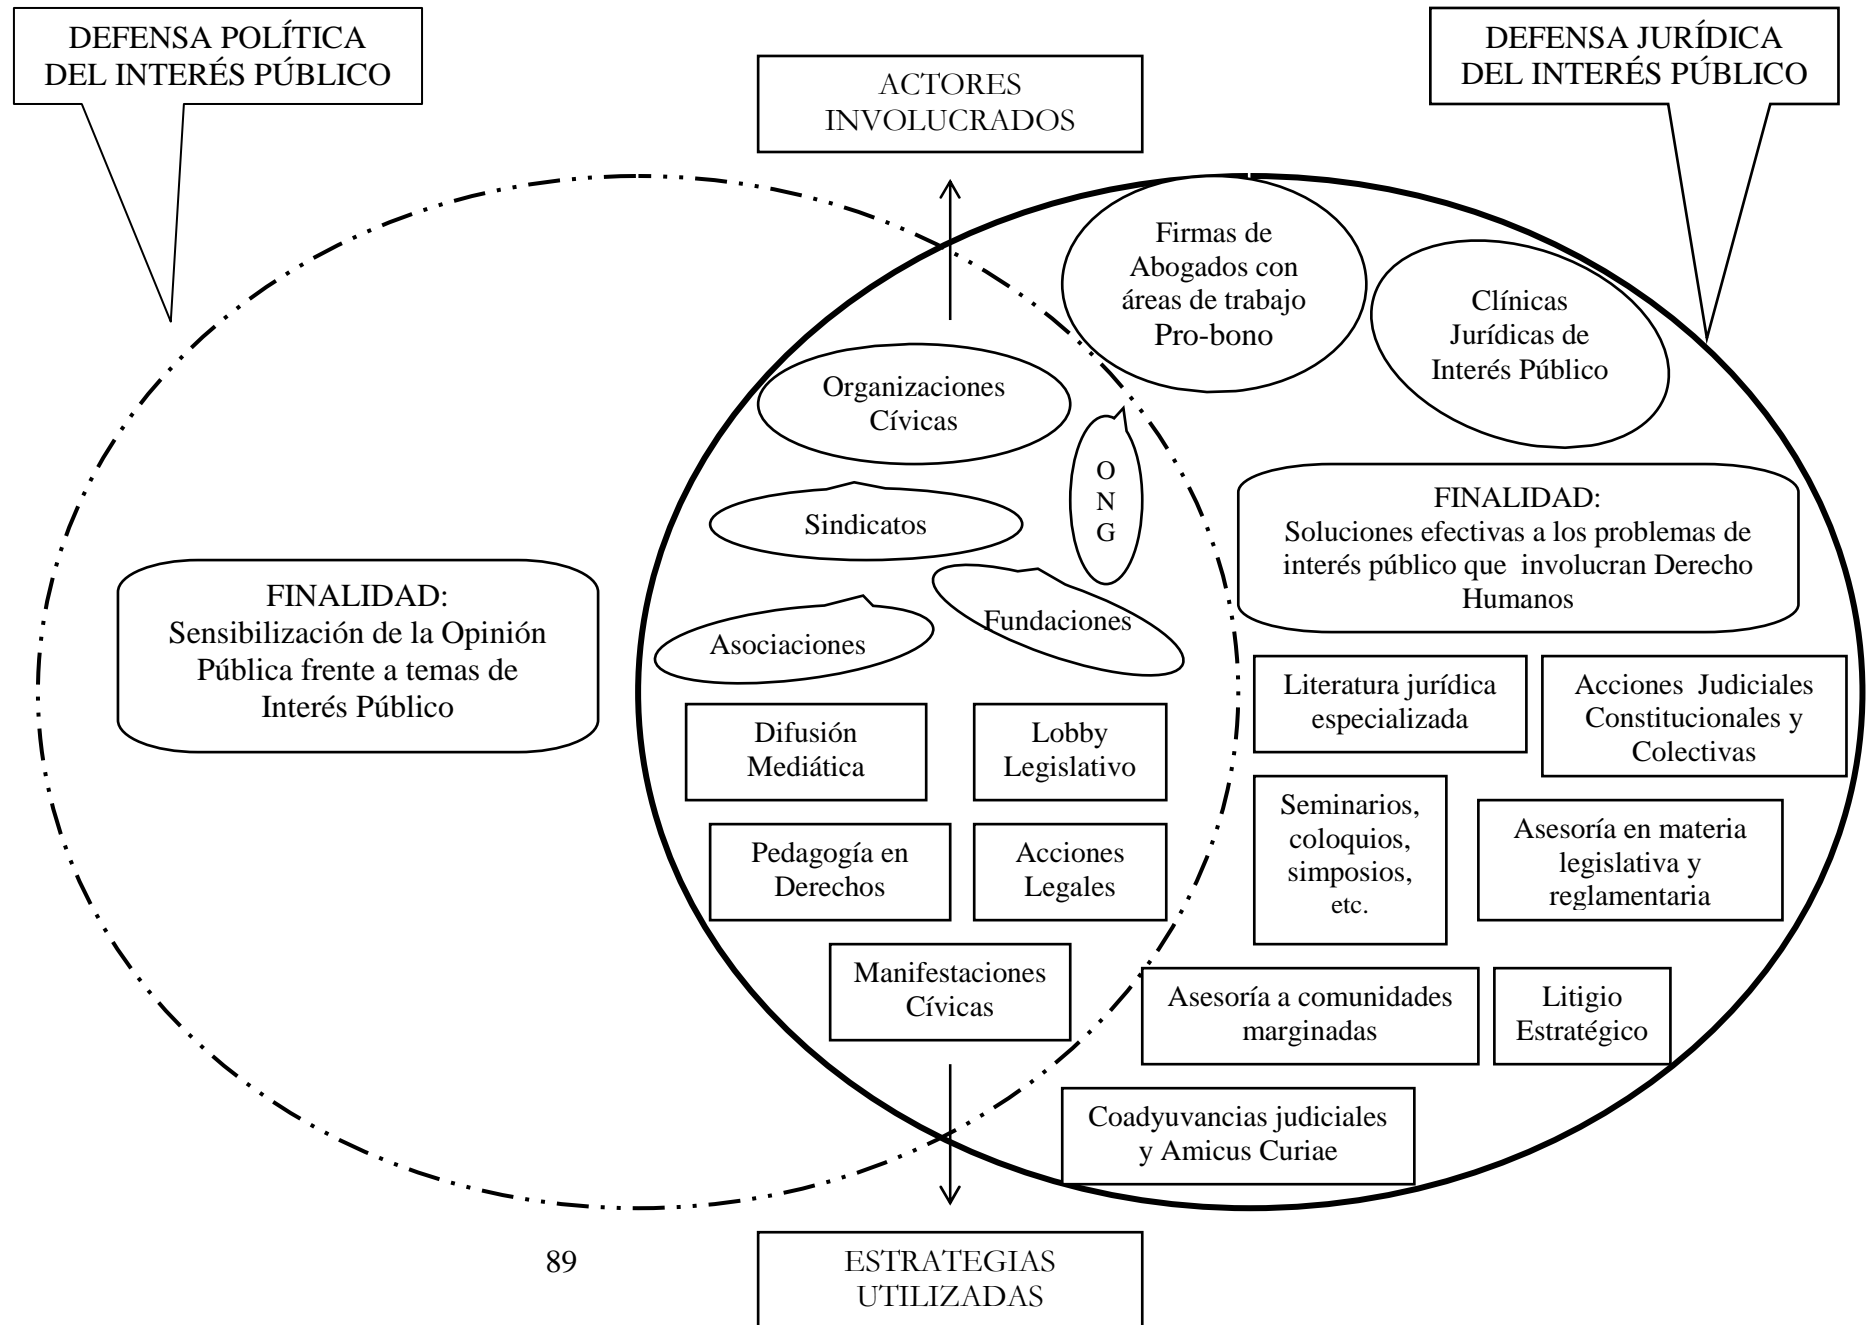 DEFENSA POLÍTICA
DEL INTERÉS PÚBLICO
ACTORES
INVOLUCRADOS
DEFENSA JURÍDICA
DEL INTERÉS PÚBLICO
Firmas de
Abogados con
áreas de trabajo
Pro-bono
Clínicas
Jurídicas de
Interés Público
Organizaciones
Cívicas
O
N
G
Sindicatos
Fundaciones
Asociaciones
FINALIDAD:
Sensibilización de la Opinión
Pública frente a temas de
Interés Público
FINALIDAD:
Soluciones efectivas a los problemas de
interés público que involucran Derecho
Humanos
Difusión
Mediática
Lobby
Legislativo
Pedagogía en
Derechos
Acciones
Legales
Manifestaciones
Cívicas
Literatura jurídica
especializada
Acciones Judiciales
Constitucionales y
Colectivas
Seminarios,
coloquios,
simposios,
etc.
Asesoría en materia
legislativa y
reglamentaria
Asesoría a comunidades
marginadas
Litigio
Estratégico
Coadyuvancias judiciales
y Amicus Curiae
89
ESTRATEGIAS
UTILIZADAS